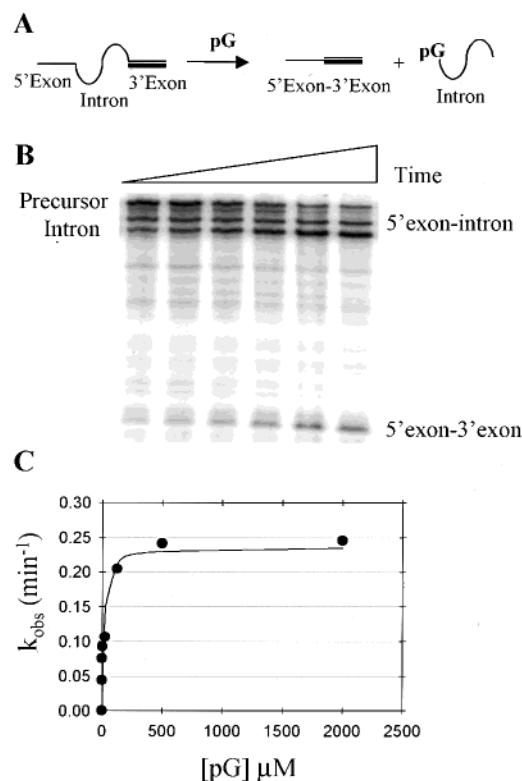 A
pG
pG
5'Exon
3'Exon
Intron
5'Exon-3'Exon
+
Intron
B
Time
Precursor
Intron
5'exon-intron
5'exon-3'exon
C
0.30
0.25
0.20
0.15
0.10
0.05
0.00
kobs (min-1)
0 500 1000 1500 2000 2500
[pG] μM